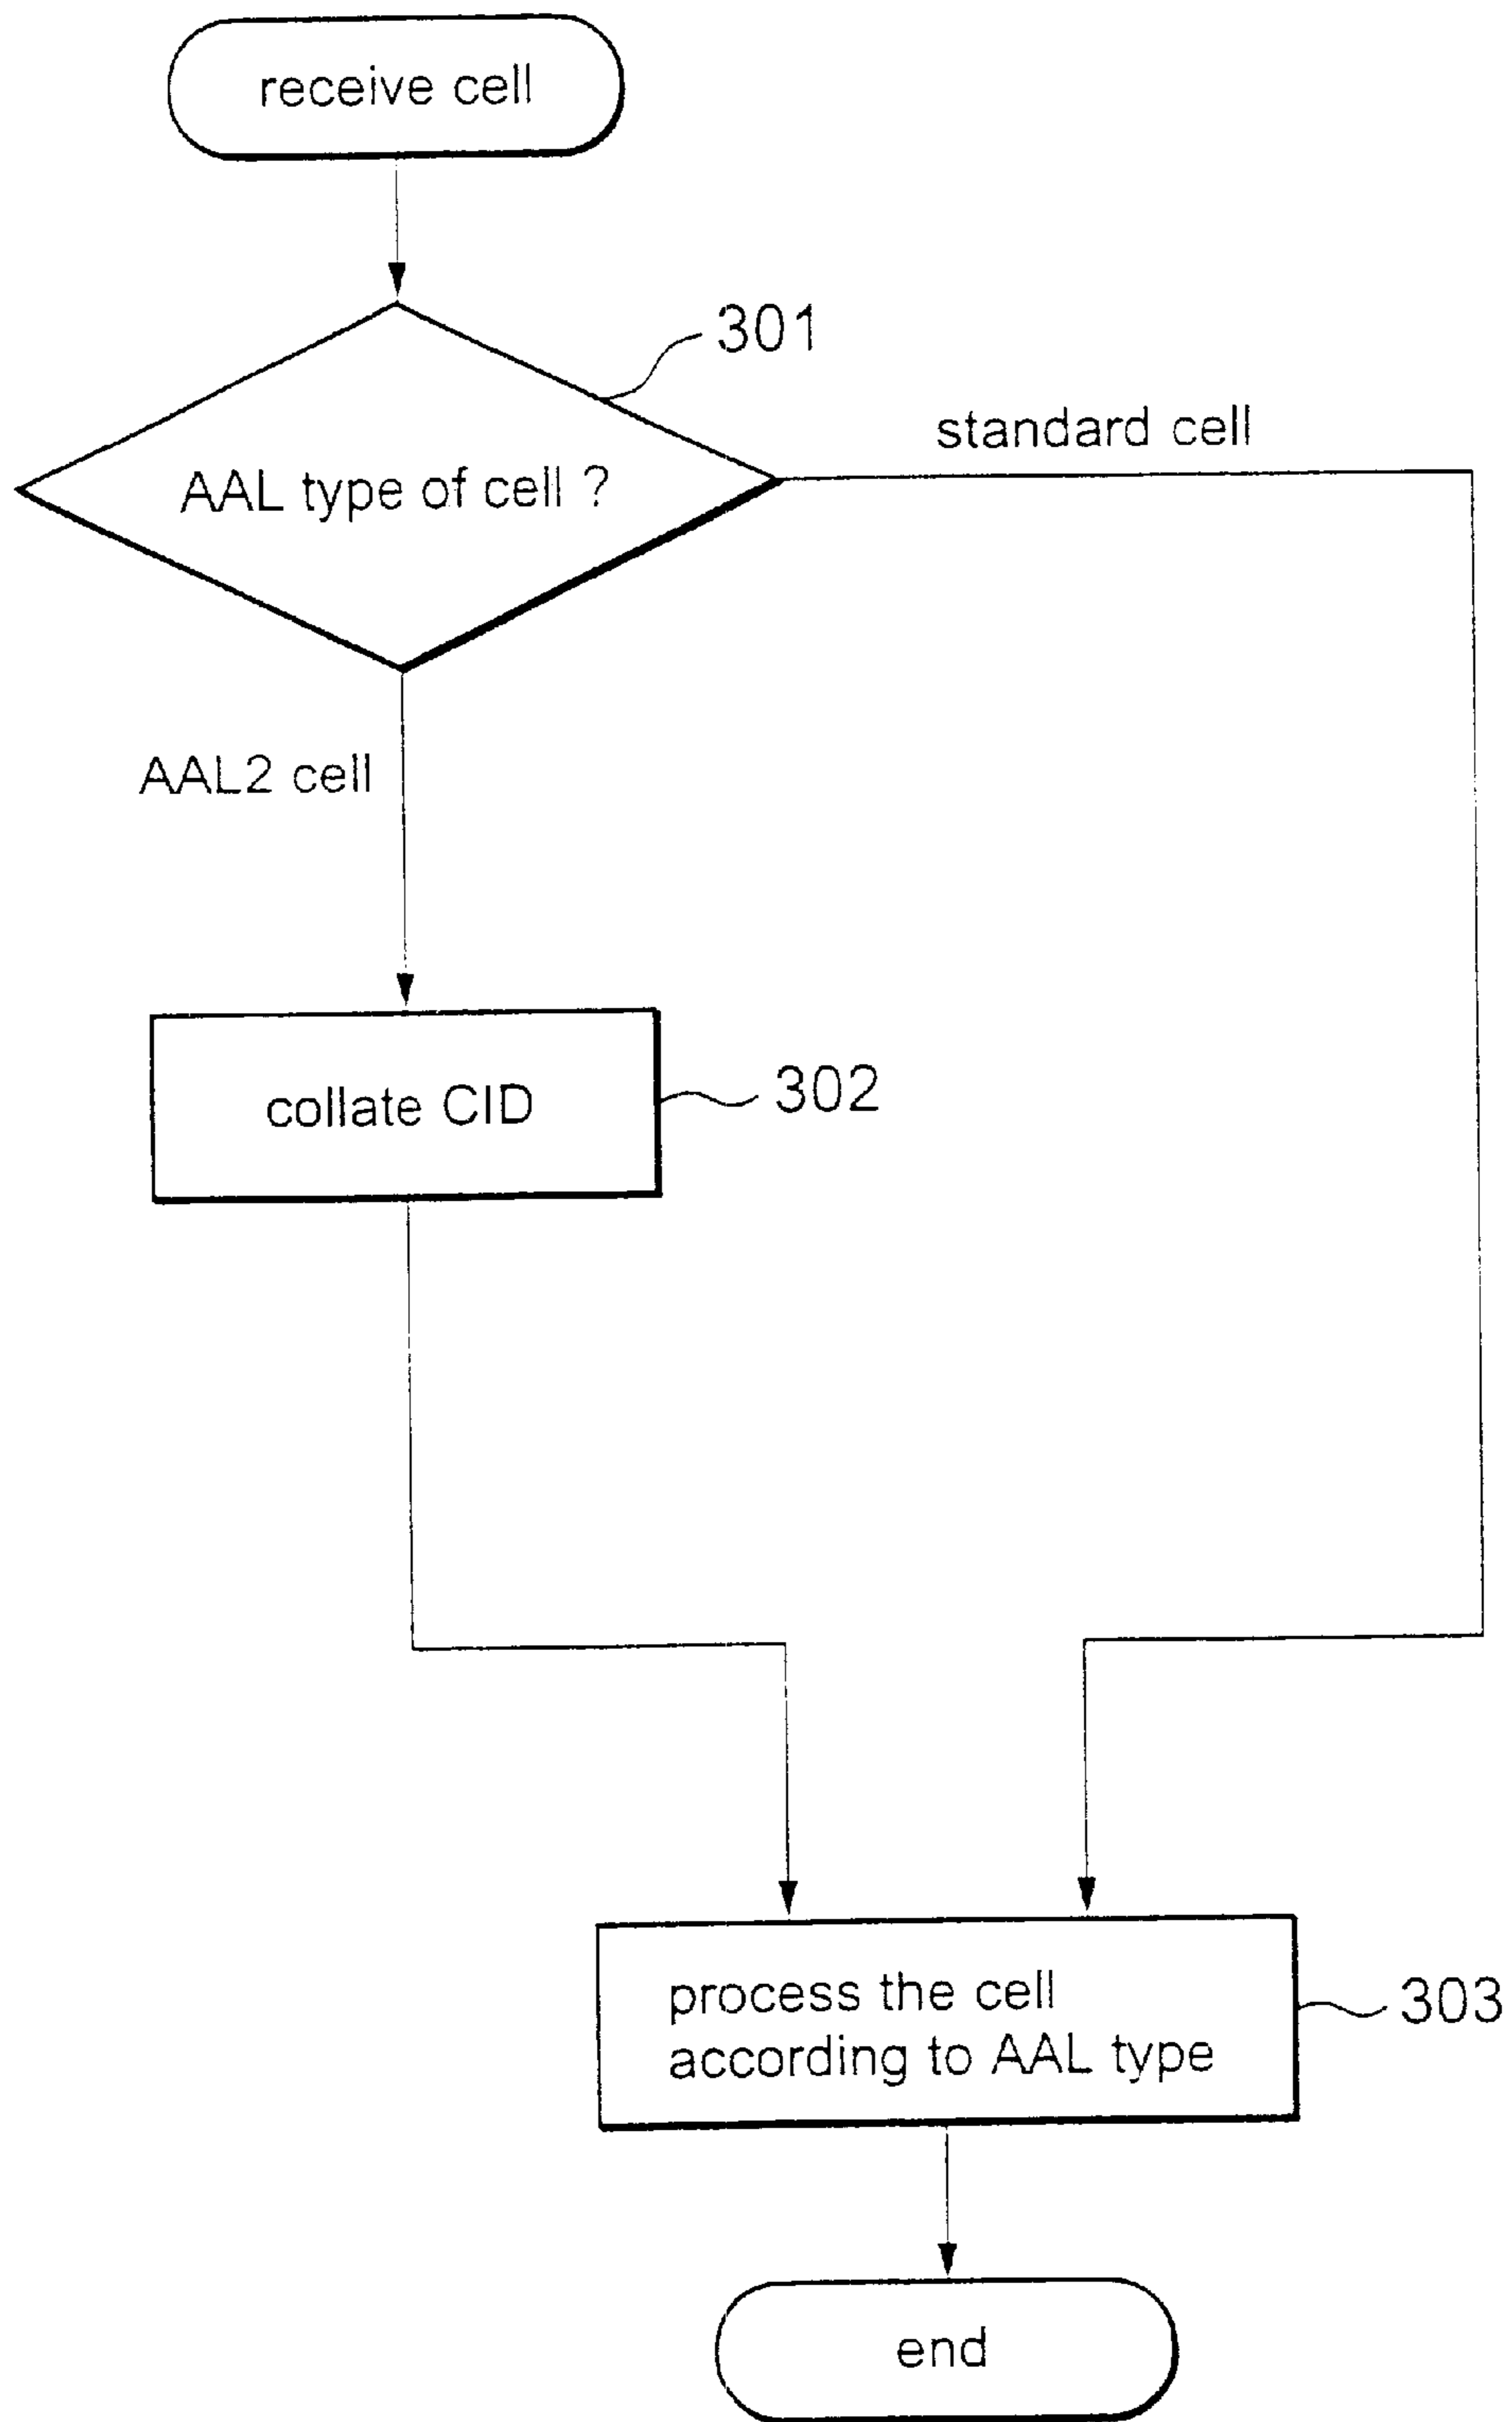 receive cell
301
standard cell
AAL type of cell ?
AAL2 cell
collate CID
302
process the cell
according to AAL type
303
end